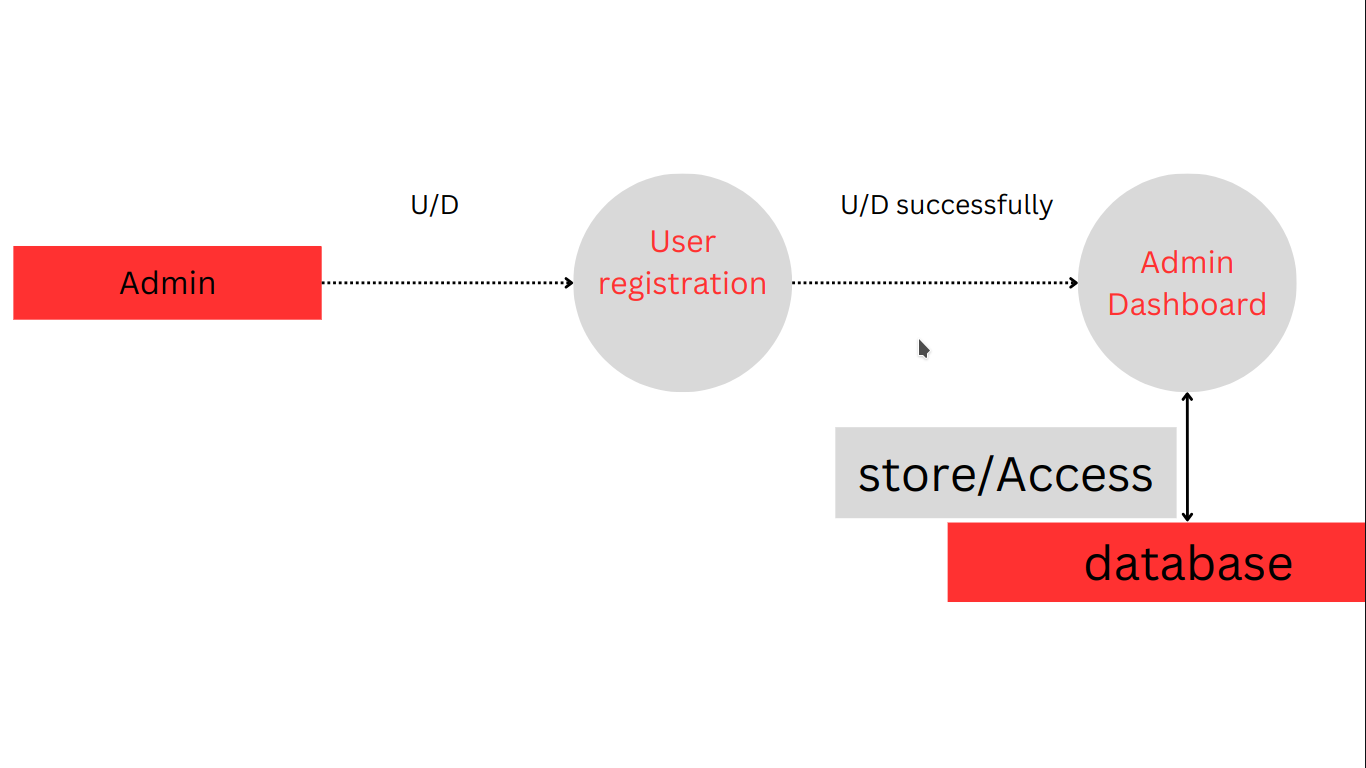 U/D
U/D successfully
Admin
User
registration
Admin
Dashboard
store/Access
database